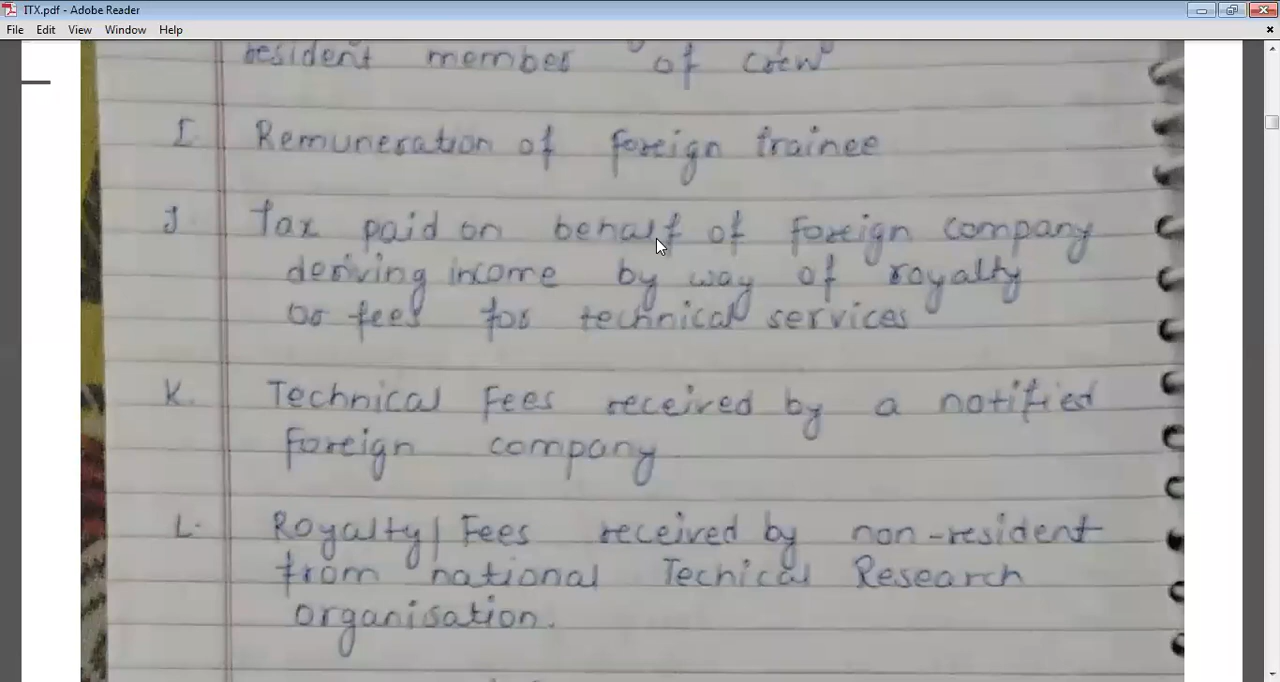 ITX.pdf - Adobe Reader
File Edit View Window Help
resident member of crew
I. Remuneration of foreign trainee
J Tax paid on behalf of foreign company
deriving income by way of royalty
or fees for technical services
K. Technical Fees received by a notified
foreign company
L. Royalty/Fees received by non-resident
from national Techical Research
organisation.